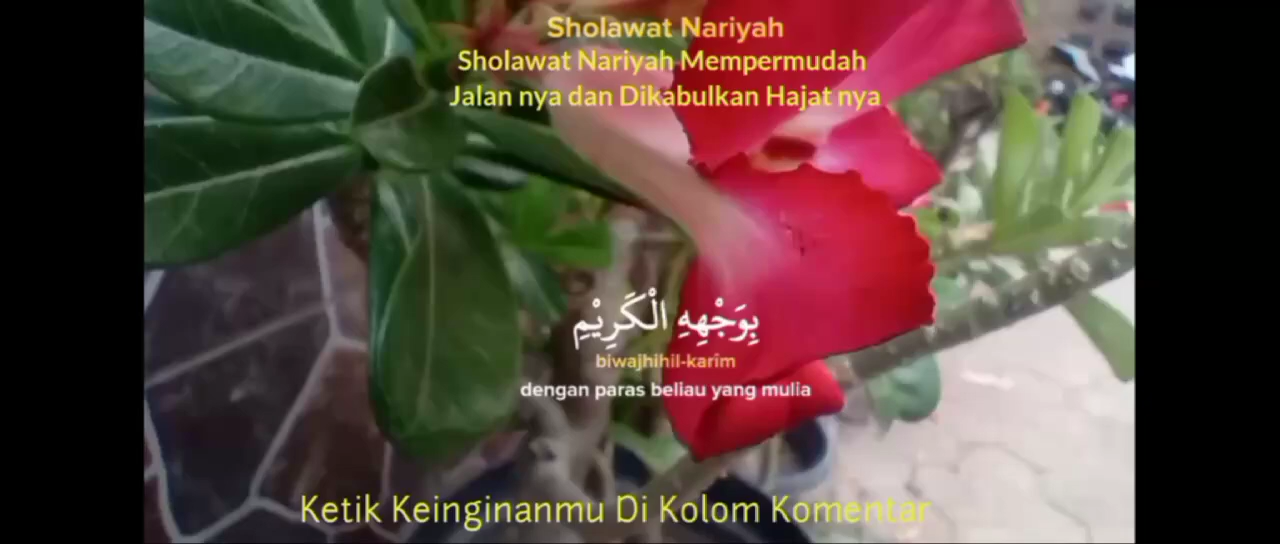 Sholawat Nariyah
Sholawat Nariyah Mempermudah
Jalan nya dan Dikabulkan Hajat nya
بِوَجْهِهِ الْكَرِيْمِ
biwajhihil-karîm
dengan paras beliau yang mulia
Ketik Keinginanmu Di Kolom Komentar